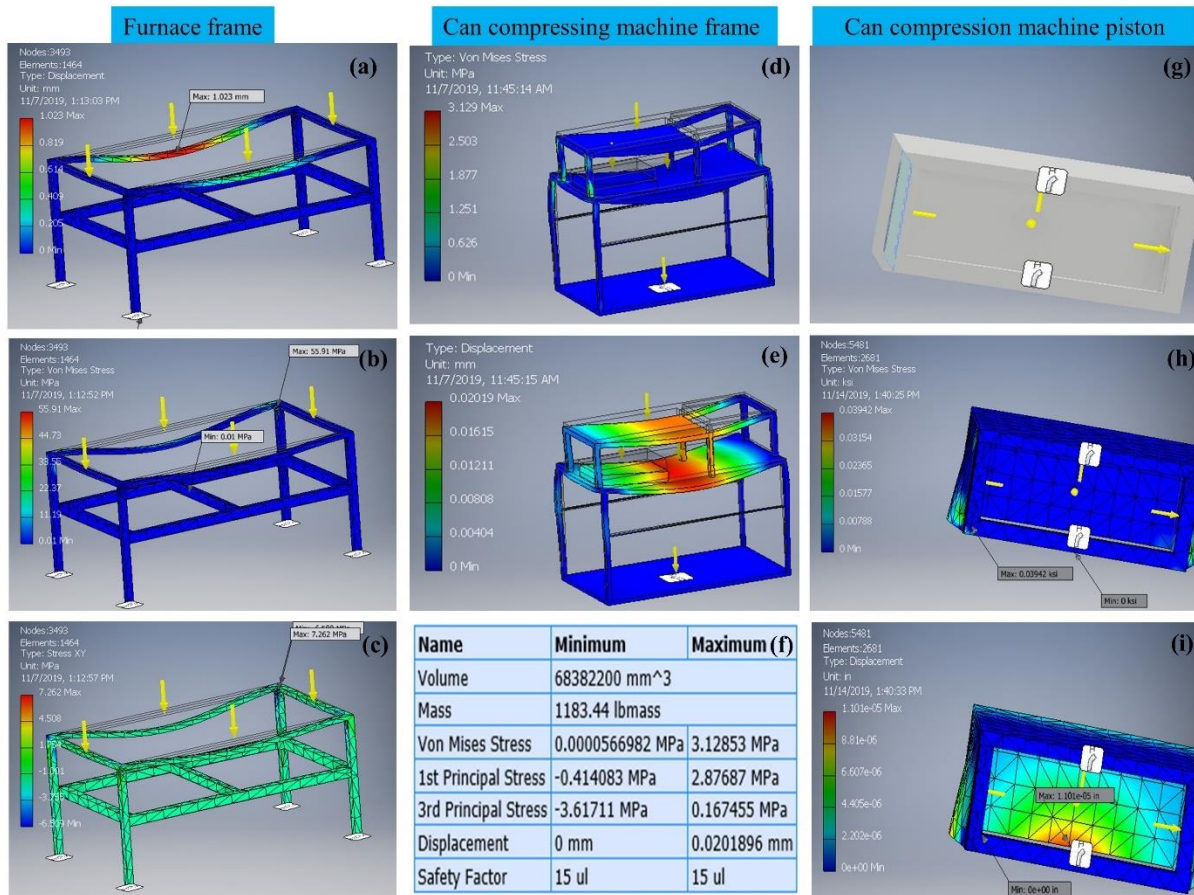 Furnace frame
Can compressing machine frame
Can compression machine piston
Nodes:3493
Elements:1464
Type: Displacement
Unit: mm
11/7/2019, 1:13:03 PM
(a)
Max: 1.023 mm
1.023 Max
0.819
0.614
0.409
0.205
0 Min
Type: Von Mises Stress
Unit: MPa
11/7/2019, 11:45:14 AM
(d)
3.129 Max
2.503
1.877
1.251
0.626
0 Min
(g)
Nodes:3493
Elements:1464
Type: Von Mises Stress
Unit: MPa
11/7/2019, 1:12:52 PM
(b)
Max: 55.91 MPa
55.91 Max
44.73
33.55
22.37
11.19
0.01 Min
Min: 0.01 MPa
Type: Displacement
Unit: mm
11/7/2019, 11:45:15 AM
(e)
0.02019 Max
0.01615
0.01211
0.00808
0.00404
0 Min
Nodes:5481
Elements:2681
Type: Von Mises Stress
Unit: ksi
11/14/2019, 1:40:25 PM
(h)
0.03942 Max
0.03154
0.02365
0.01577
0.00788
0 Min
Max: 0.03942 ksi
Min: 0 ksi
Nodes:3493
Elements:1464
Type: Stress XY
Unit: MPa
11/7/2019, 1:12:57 PM
(c)
Max: 7.262 MPa
7.262 Max
4.508
Min
Name Minimum Maximum (f)
Volume 68382200 mm^3
Mass 1183.44 lbmass
Von Mises Stress 0.0000566982 MPa 3.12853 MPa
1st Principal Stress -0.414083 MPa 2.87687 MPa
3rd Principal Stress -3.61711 MPa 0.167455 MPa
Displacement 0 mm 0.0201896 mm
Safety Factor 15 ul 15 ul
Nodes:5481
Elements:2681
Type: Displacement
Unit: in
11/14/2019, 1:40:33 PM
(i)
1.101e-05 Max
8.81e-06
6.607e-06
4.405e-06
2.202e-06
0e+00 Min
Max: 1.101e-05 in
Min: 0e+00 in